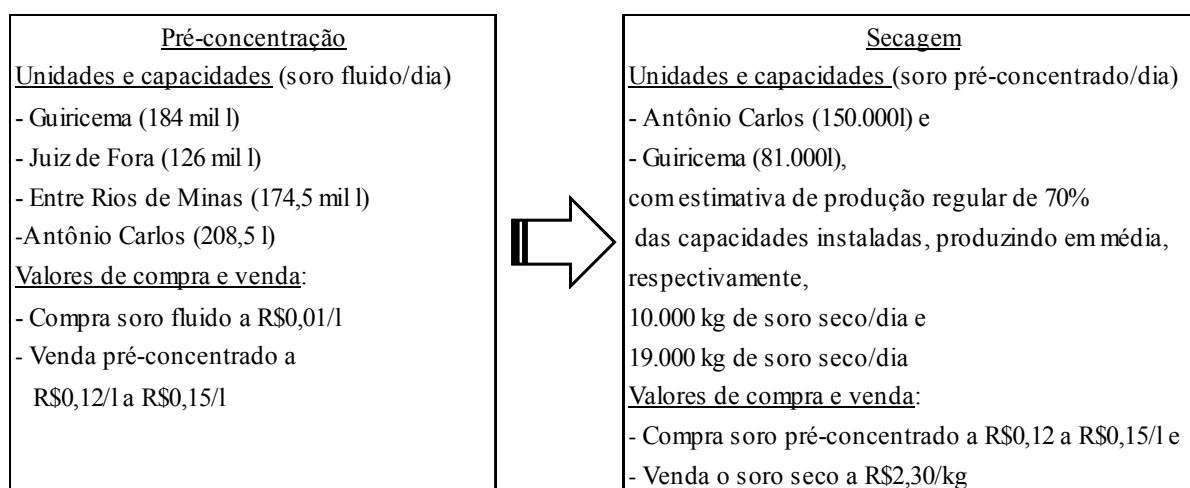 Pré-concentração
Unidades e capacidades (soro fluido/dia)
- Guiricema (184 mil l)
- Juiz de Fora (126 mil l)
- Entre Rios de Minas (174,5 mil l)
-Antônio Carlos (208,5 l)
Valores de compra e venda:
- Compra soro fluido a R$0,01/l
- Venda pré-concentrado a
R$0,12/l a R$0,15/l
Secagem
Unidades e capacidades (soro pré-concentrado/dia)
- Antônio Carlos (150.000l) e
- Guiricema (81.000l),
com estimativa de produção regular de 70%
das capacidades instaladas, produzindo em média,
respectivamente,
10.000 kg de soro seco/dia e
19.000 kg de soro seco/dia
Valores de compra e venda:
- Compra soro pré-concentrado a R$0,12 a R$0,15/l e
- Venda o soro seco a R$2,30/kg